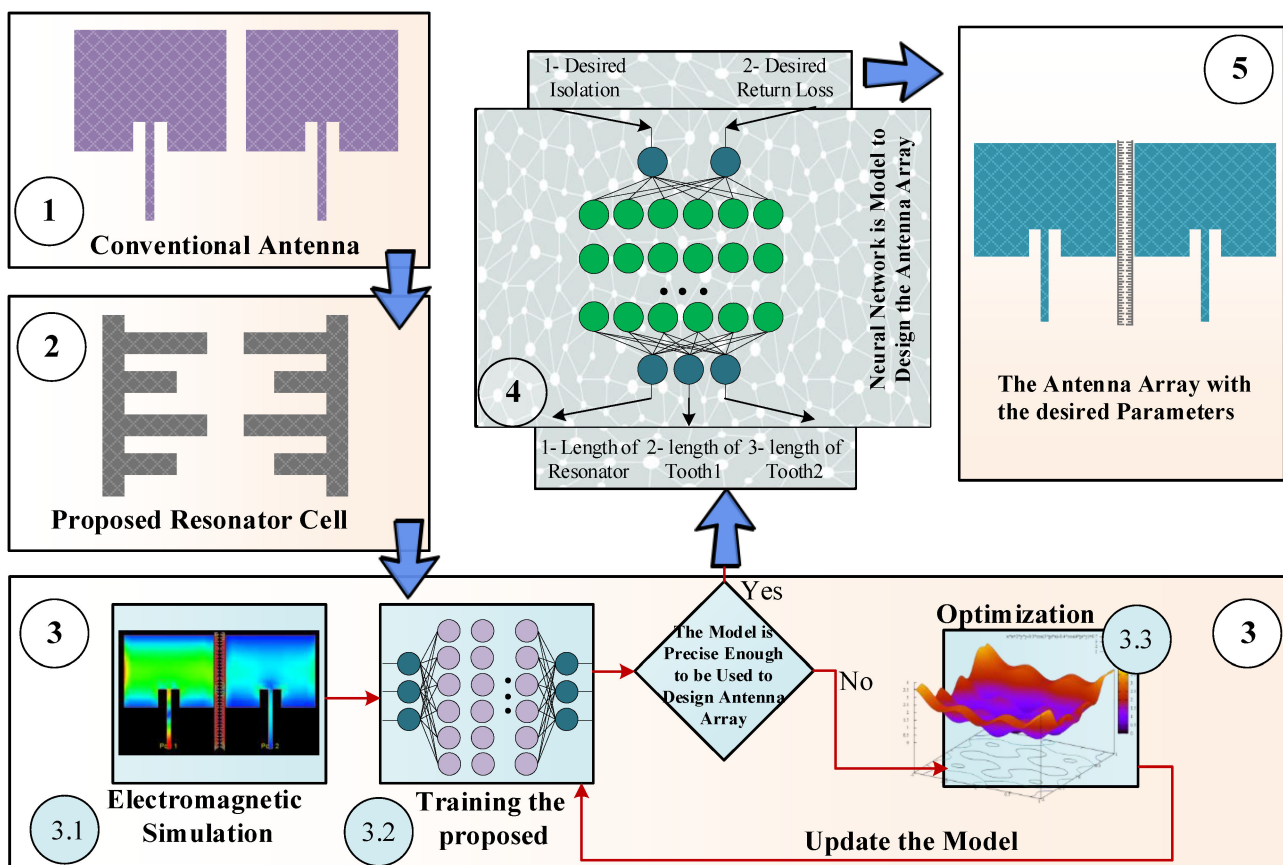 1
Conventional Antenna
2
Proposed Resonator Cell
3
3.1
Electromagnetic
Simulation
3.2
Training the
proposed
The Model is
Precise Enough
to be Used to
Design Antenna
Array
Yes
No
Optimization
3.3
3
Update the Model
4
1- Desired
Isolation
2- Desired
Return Loss
Neural Network is Model to
Design the Antenna Array
1- Length of
Resonator
2- length of
Tooth1
3- length of
Tooth2
5
The Antenna Array with
the desired Parameters